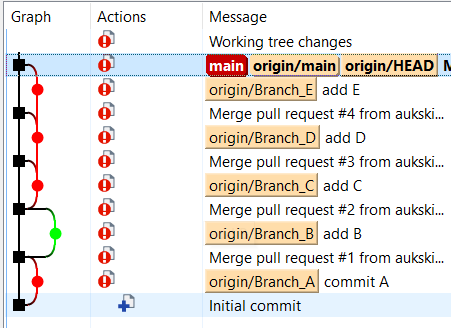 Graph Actions Message
Working tree changes
main origin/main origin/HEAD
origin/Branch_E add E
Merge pull request #4 from aukski...
origin/Branch_D add D
Merge pull request #3 from aukski...
origin/Branch_C add C
Merge pull request #2 from aukski...
origin/Branch_B add B
Merge pull request #1 from aukski...
origin/Branch_A commit A
Initial commit